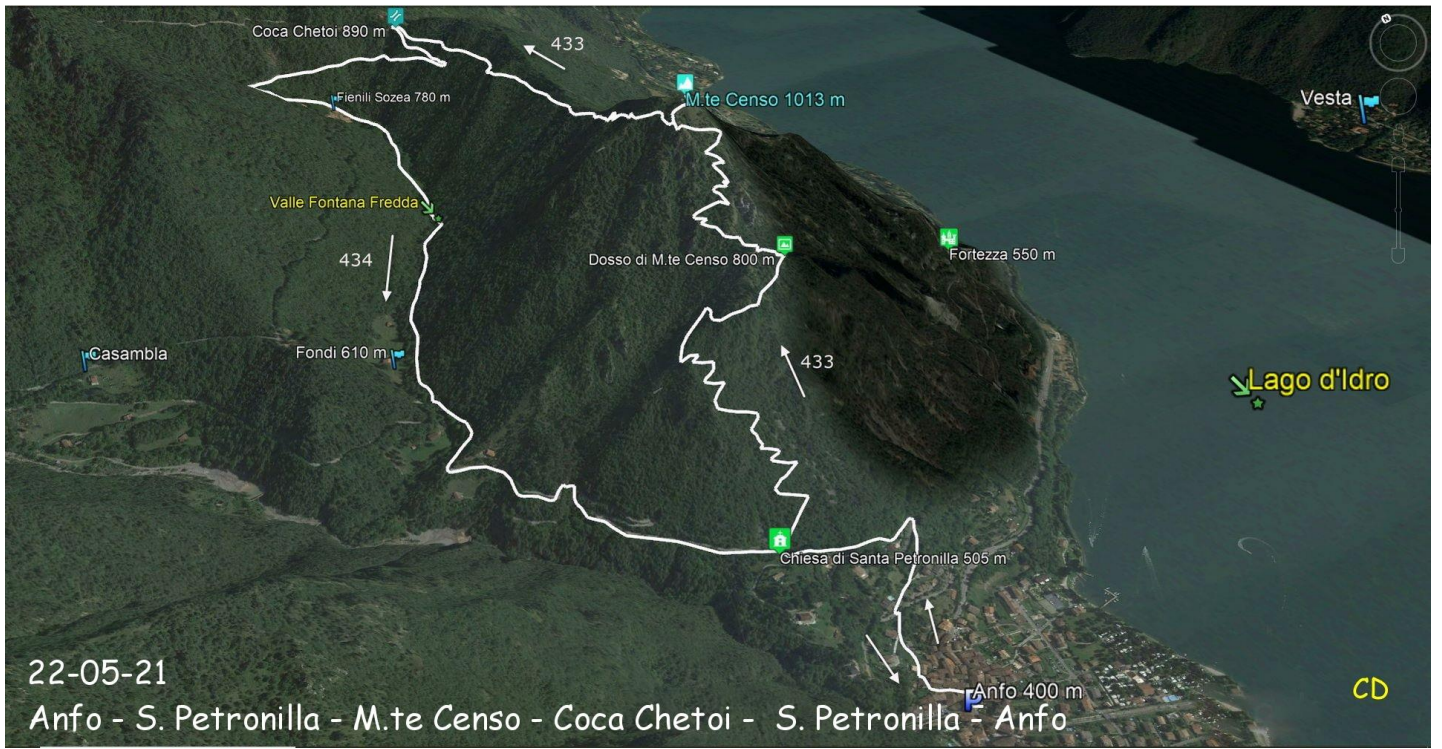 Coca Chetoi 890 m
433
Fienili Sozea 780 m
M.te Censo 1013 m
Vesta
Valle Fontana Fredda
434
Dosso di M.te Censo 800 m
Fortezza 550 m
Casambla
Fondi 610 m
433
Lago d'Idro
Chiesa di Santa Petronilla 505 m
Anfo 400 m
22-05-21
CD
Anfo - S. Petronilla - M.te Censo - Coca Chetoi - S. Petronilla - Anfo